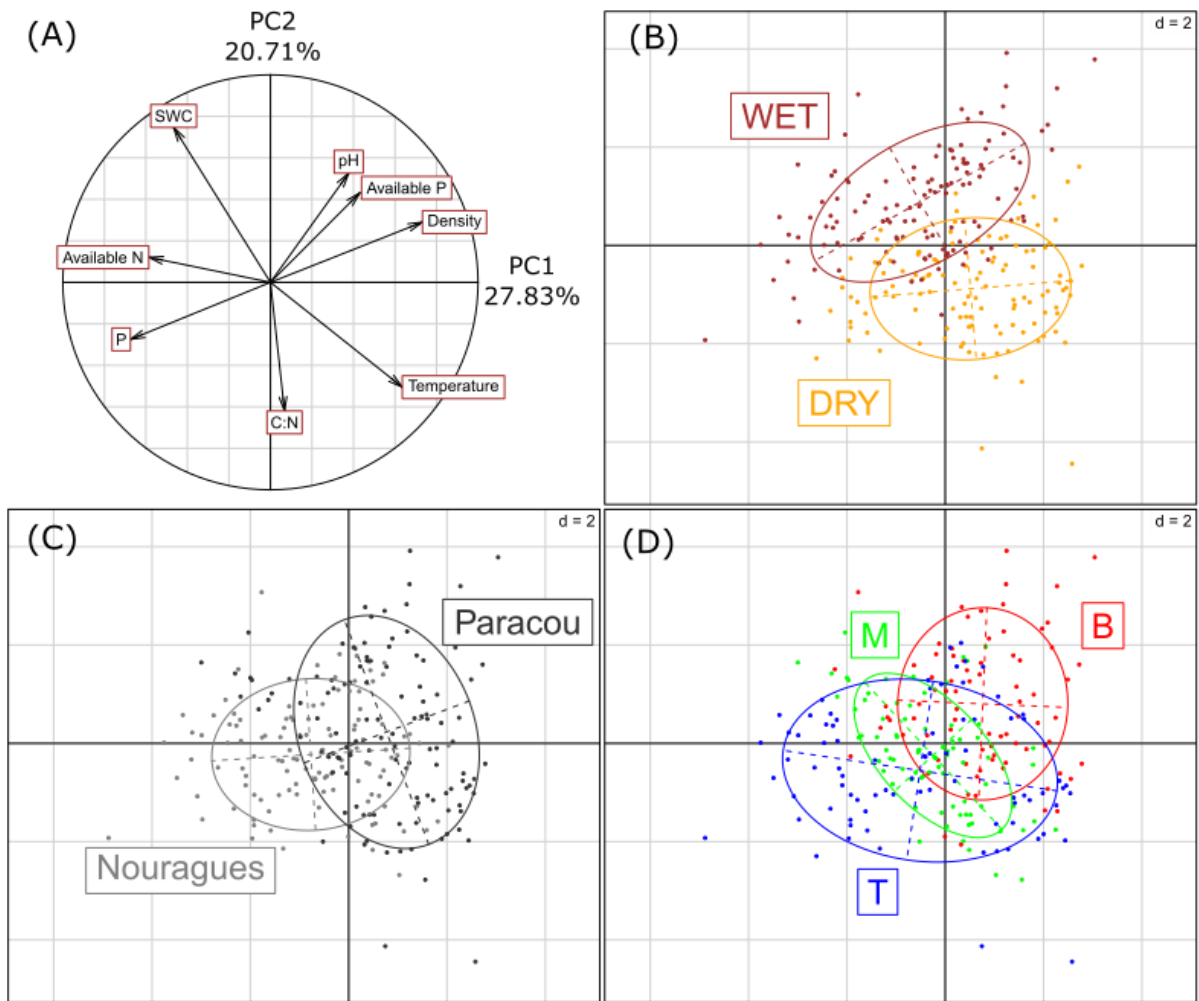 (A)
PC2
20.71%
SWC
pH
Available P
Density
Available N
PC1
27.83%
P
Temperature
C:N
(B)
d = 2
WET
DRY
(C)
d = 2
Paracou
Nouragues
(D)
d = 2
M
B
T